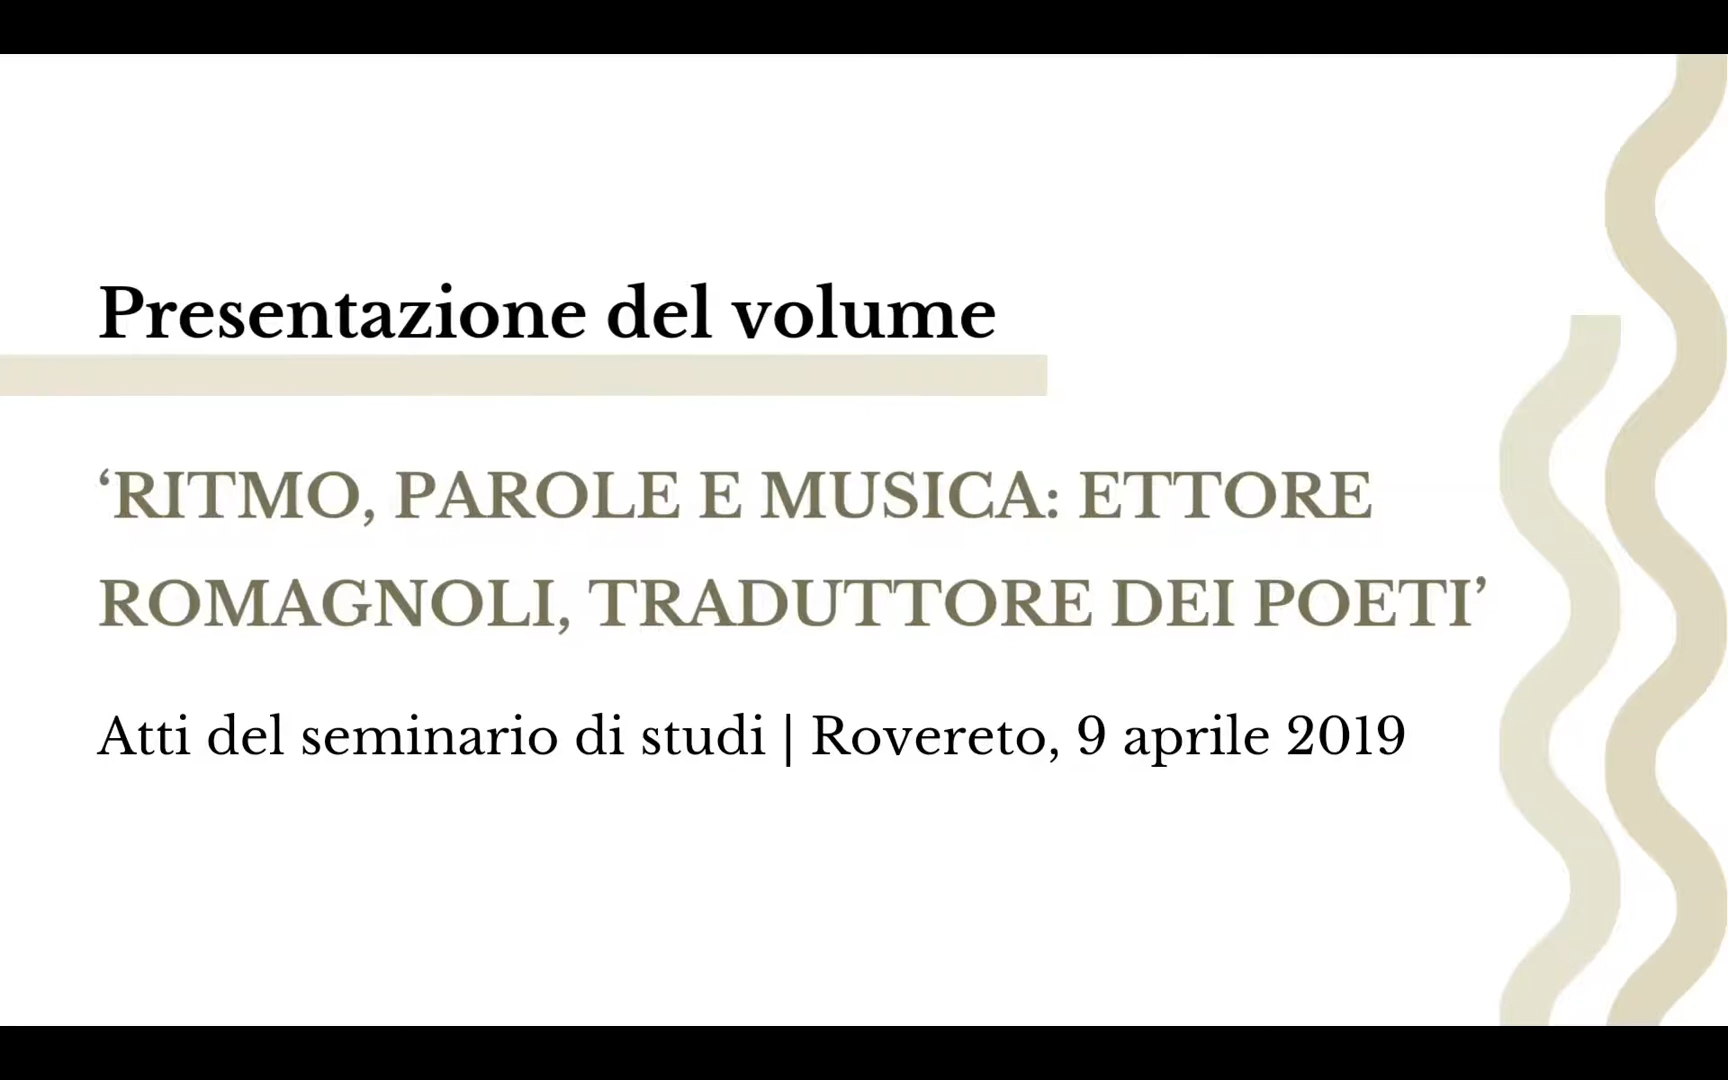 Presentazione del volume
‘RITMO, PAROLE E MUSICA: ETTORE
ROMAGNOLI, TRADUTTORE DEI POETI’
Atti del seminario di studi | Rovereto, 9 aprile 2019